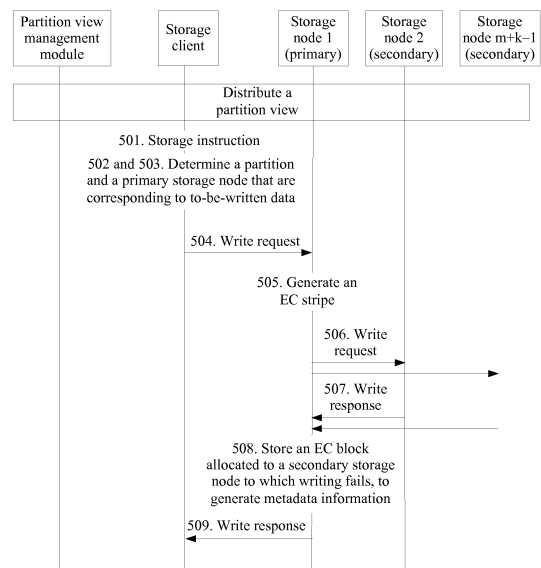 Partition view
management
module
Storage
client
Storage
node 1
(primary)
Storage
node 2
(secondary)
Storage
node m+k−1
(secondary)
Distribute a
partition view
501. Storage instruction
502 and 503. Determine a partition
and a primary storage node that are
corresponding to to-be-written data
504. Write request
505. Generate an
EC stripe
506. Write
request
507. Write
response
508. Store an EC block
allocated to a secondary storage
node to which writing fails, to
generate metadata information
509. Write response